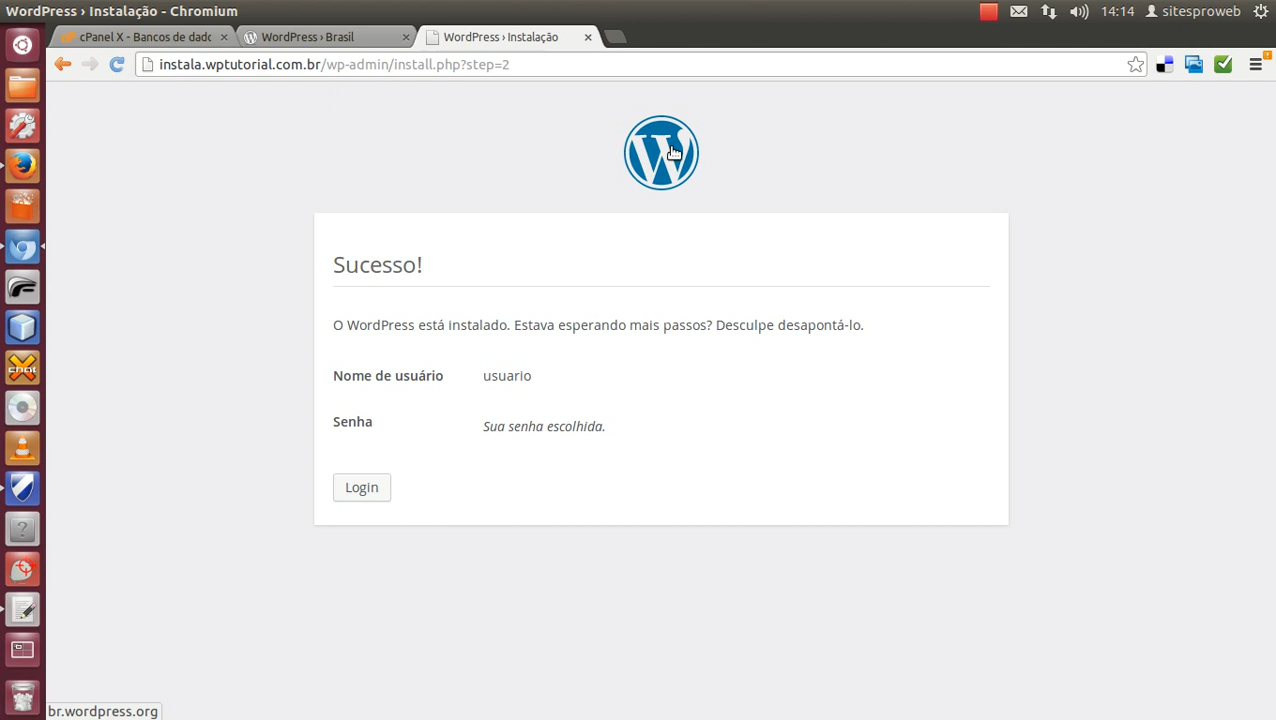 WordPress › Instalação - Chromium
14:14 sitesproweb
cPanel X - Bancos de dado
WordPress › Brasil
WordPress › Instalação
instala.wptutorial.com.br/wp-admin/install.php?step=2
Sucesso!
O WordPress está instalado. Estava esperando mais passos? Desculpe desapontá-lo.
Nome de usuário usuario
Senha Sua senha escolhida.
Login
br.wordpress.org